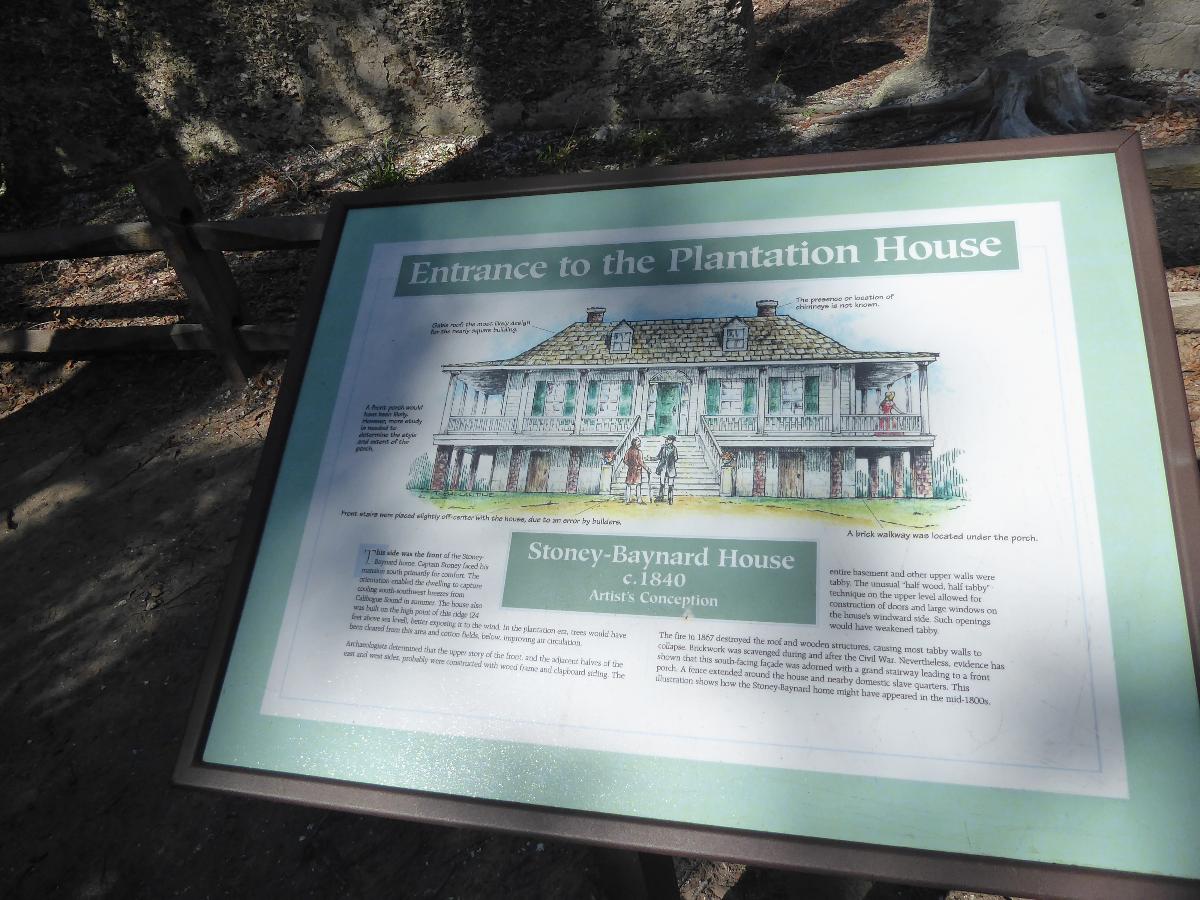 Entrance to the Plantation House
The presence or location of
chimneys is not known.
Gable roof: the most likely design
for the nearly square building.
A front porch would
have been likely.
However, more study
is needed to
determine the style
and extent of the
porch.
Front stairs were placed slightly off-center with the house, due to an error by builders.
A brick walkway was located under the porch.
Stoney-Baynard House
c.1840
Artist's Conception
This side was the front of the Stoney-
Baynard home. Captain Stoney faced his
mansion south primarily for comfort. The
orientation enabled the dwelling to capture
cooling south-southwest breezes from
Calibogue Sound in summer. The house also
was built on the high point of this ridge (24
feet above sea level), better exposing it to the wind. In the plantation era, trees would have
been cleared from this area and cotton fields, below, improving air circulation.
Archaeologists determined that the upper story of the front, and the adjacent halves of the
east and west sides, probably were constructed with wood frame and clapboard siding. The
entire basement and other upper walls were
tabby. The unusual "half wood, half tabby"
technique on the upper level allowed for
construction of doors and large windows on
the house's windward side. Such openings
would have weakened tabby.
The fire in 1867 destroyed the roof and wooden structures, causing most tabby walls to
collapse. Brickwork was scavenged during and after the Civil War. Nevertheless, evidence has
shown that this south-facing façade was adorned with a grand stairway leading to a front
porch. A fence extended around the house and nearby domestic slave quarters. This
illustration shows how the Stoney-Baynard home might have appeared in the mid-1800s.